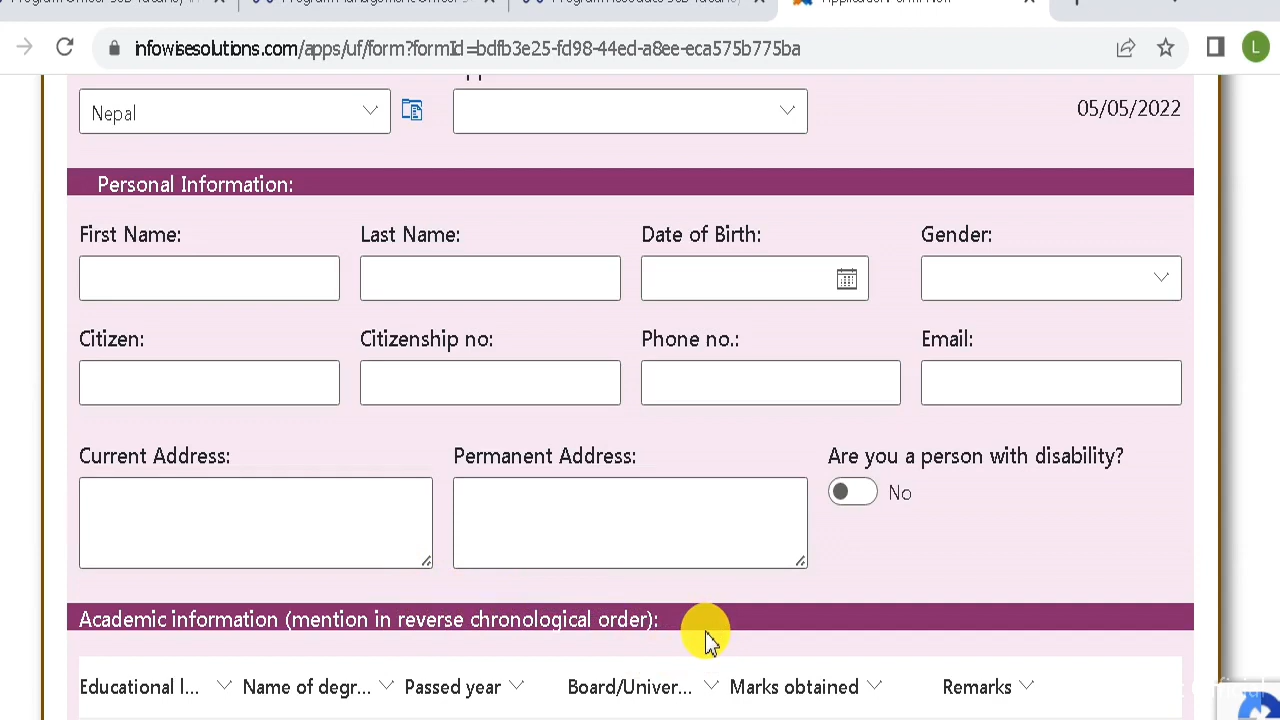 infowisesolutions.com/apps/uf/form?formId=bdfb3e25-fd98-44ed-a8ee-eca575b775ba
L
Nepal
05/05/2022
Personal Information:
First Name: Last Name: Date of Birth: Gender:
Citizen: Citizenship no: Phone no.: Email:
Current Address: Permanent Address: Are you a person with disability?
No
Academic information (mention in reverse chronological order):
Educational l... Name of degr... Passed year Board/Univer... Marks obtained Remarks